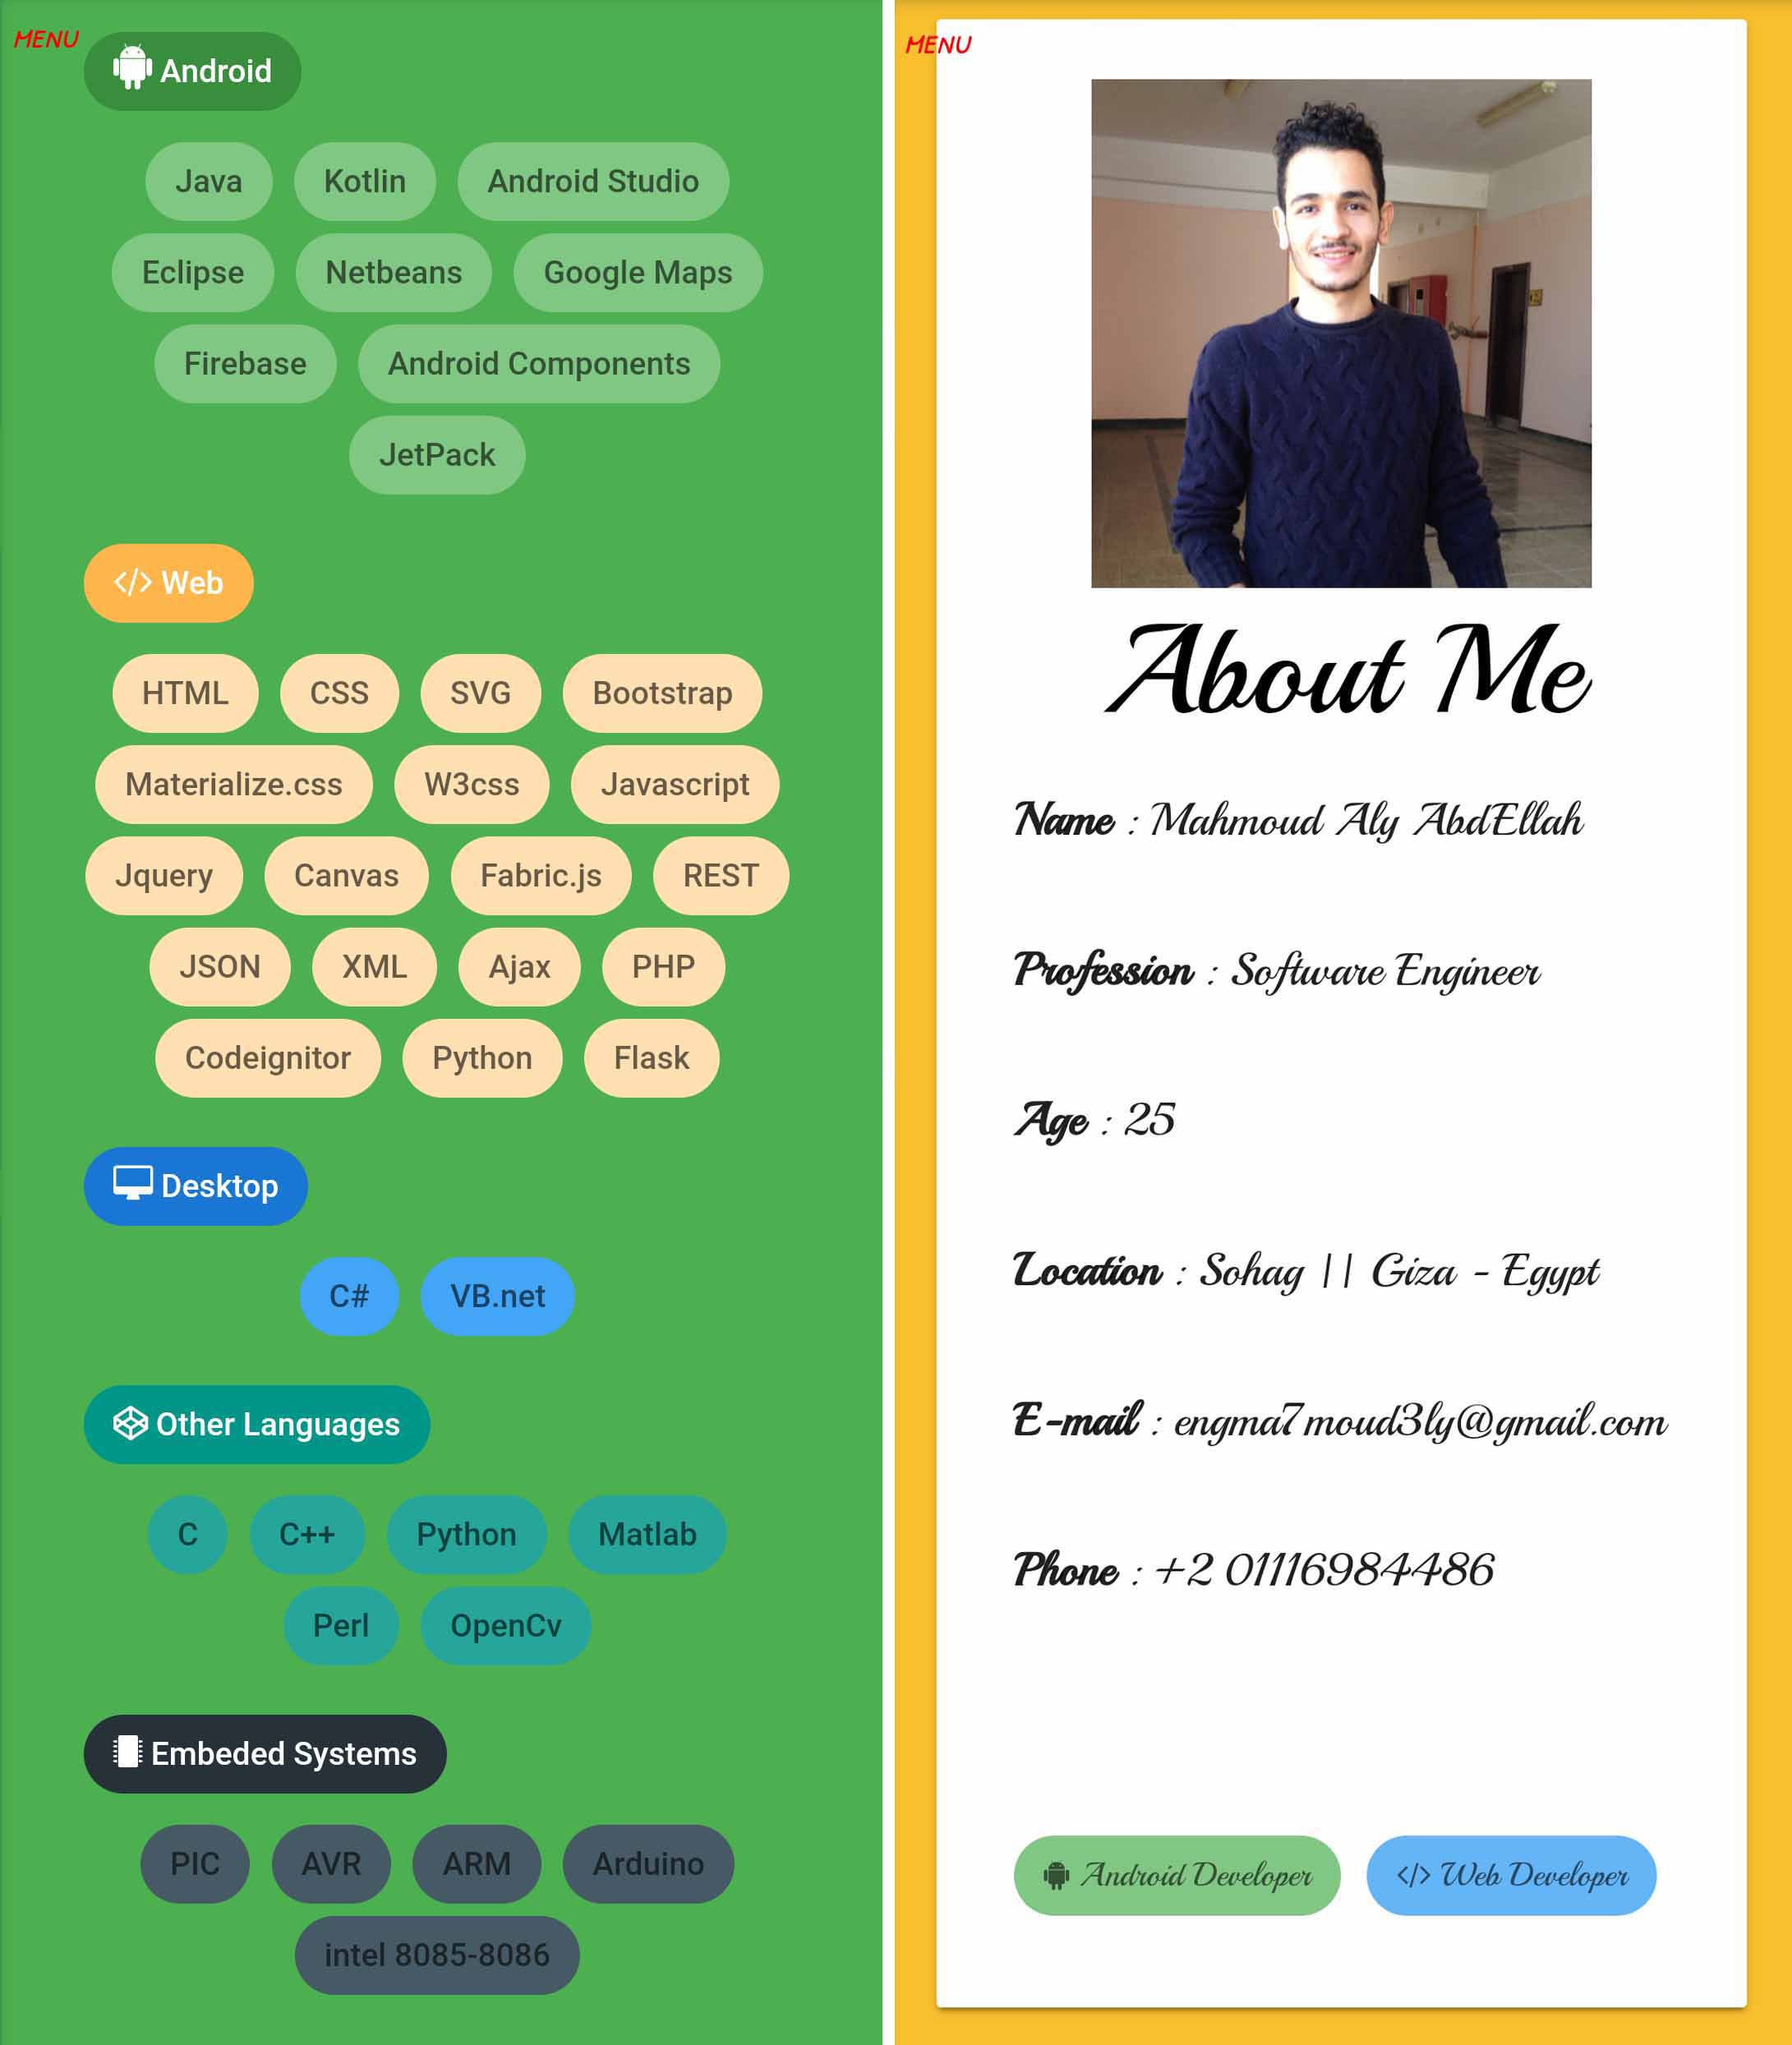 MENU
Android
Java Kotlin Android Studio
Eclipse Netbeans Google Maps
Firebase Android Components
JetPack
</> Web
HTML CSS SVG Bootstrap
Materialize.css W3css Javascript
Jquery Canvas Fabric.js REST
JSON XML Ajax PHP
Codeignitor Python Flask
Desktop
C# VB.net
Other Languages
C C++ Python Matlab
Perl OpenCv
Embeded Systems
PIC AVR ARM Arduino
intel 8085-8086
MENU
About Me
Name : Mahmoud Aly AbdEllah
Profession : Software Engineer
Age : 25
Location : Sohag || Giza - Egypt
E-mail : engma7moud3ly@gmail.com
Phone : +2 01116984486
Android Developer </> Web Developer